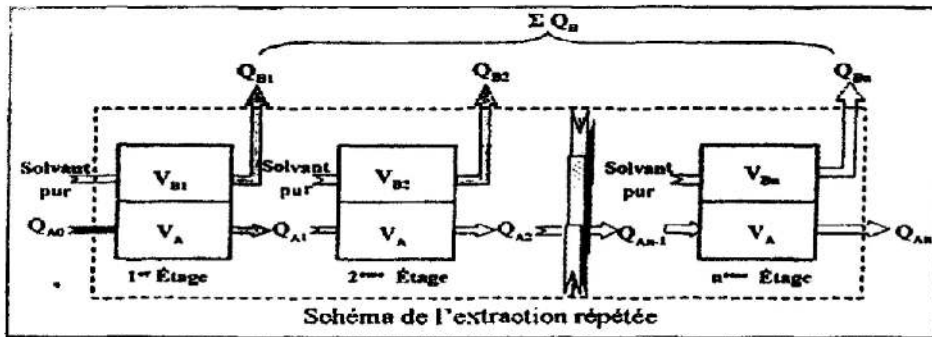 Σ Q_B
Q_B1 Q_B2 Q_Bn
Solvant pur V_B1 Solvant pur V_B2 Solvant pur V_Bn
Q_A0 V_A Q_A1 V_A Q_A2 Q_An-1 V_A Q_An
1er Étage 2ème Étage nème Étage
Schéma de l'extraction répétée